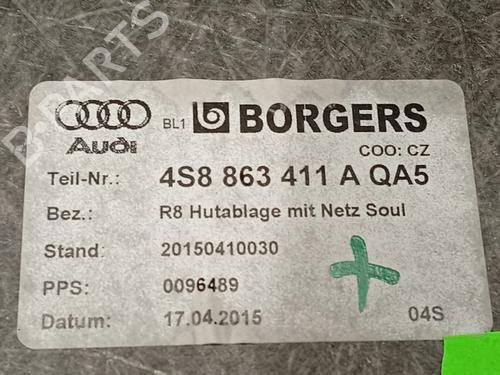 B-PARTS
Audi
BL1 BORGERS
COO: CZ
Teil-Nr.: 4S8 863 411 A QA5
Bez.: R8 Hutablage mit Netz Soul
Stand: 20150410030
PPS: 0096489
Datum: 17.04.2015 04S